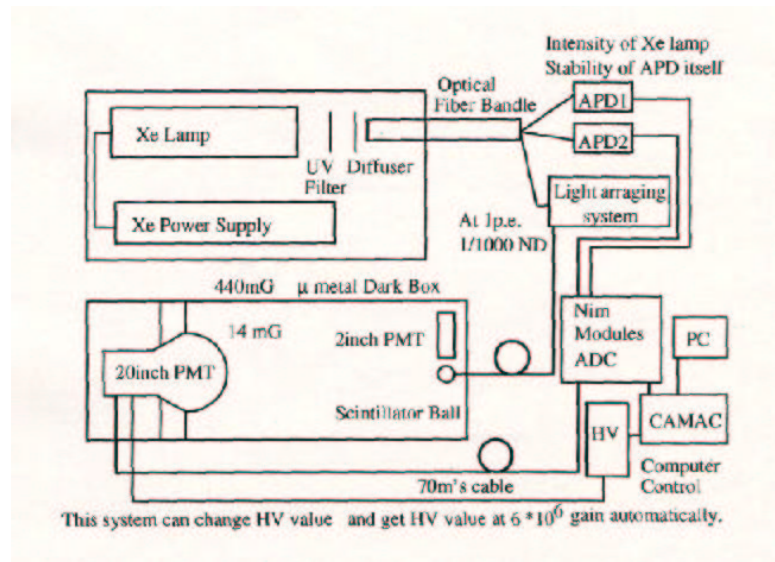 Intensity of Xe lamp
Stability of APD itself
Optical
Fiber Bandle
APD1
APD2
Xe Lamp
UV
Filter
Diffuser
Light arraging
system
Xe Power Supply
At 1p.e.
1/1000 ND
440mG
μ metal Dark Box
14 mG
2inch PMT
20inch PMT
Scintillator Ball
Nim
Modules
ADC
PC
CAMAC
HV
Computer
Control
70m's cable
This system can change HV value and get HV value at 6 *10⁶ gain automatically.